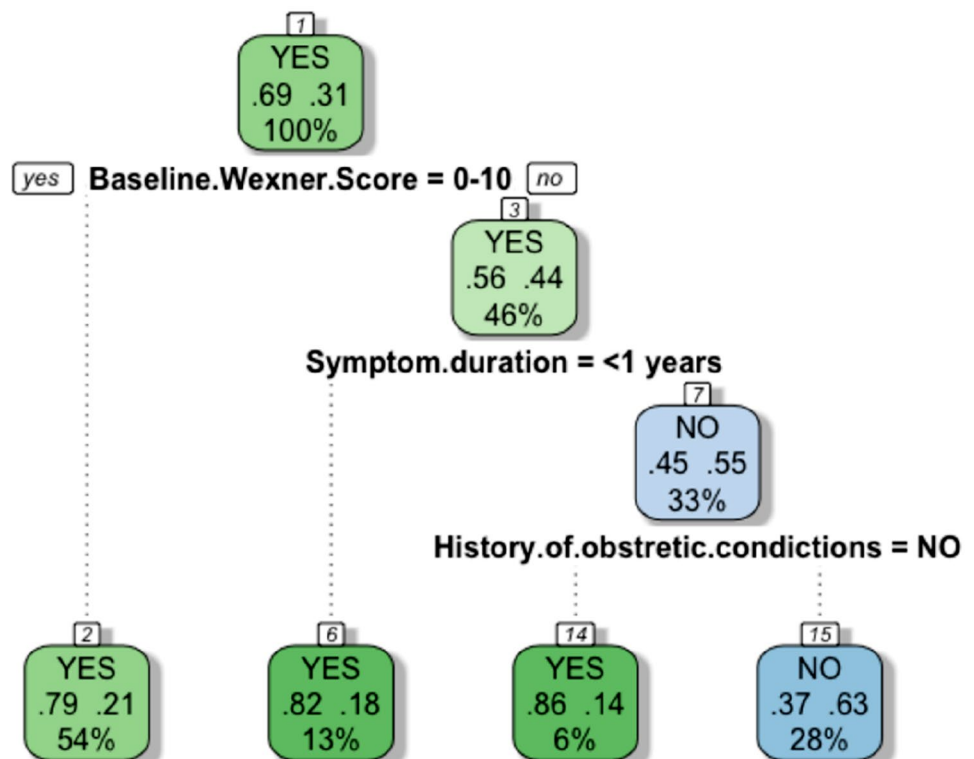 1
YES
.69 .31
100%
yes Baseline.Wexner.Score = 0-10 no
3
YES
.56 .44
46%
Symptom.duration = <1 years
7
NO
.45 .55
33%
History.of.obstretic.condictions = NO
2
YES
.79 .21
54%
6
YES
.82 .18
13%
14
YES
.86 .14
6%
15
NO
.37 .63
28%